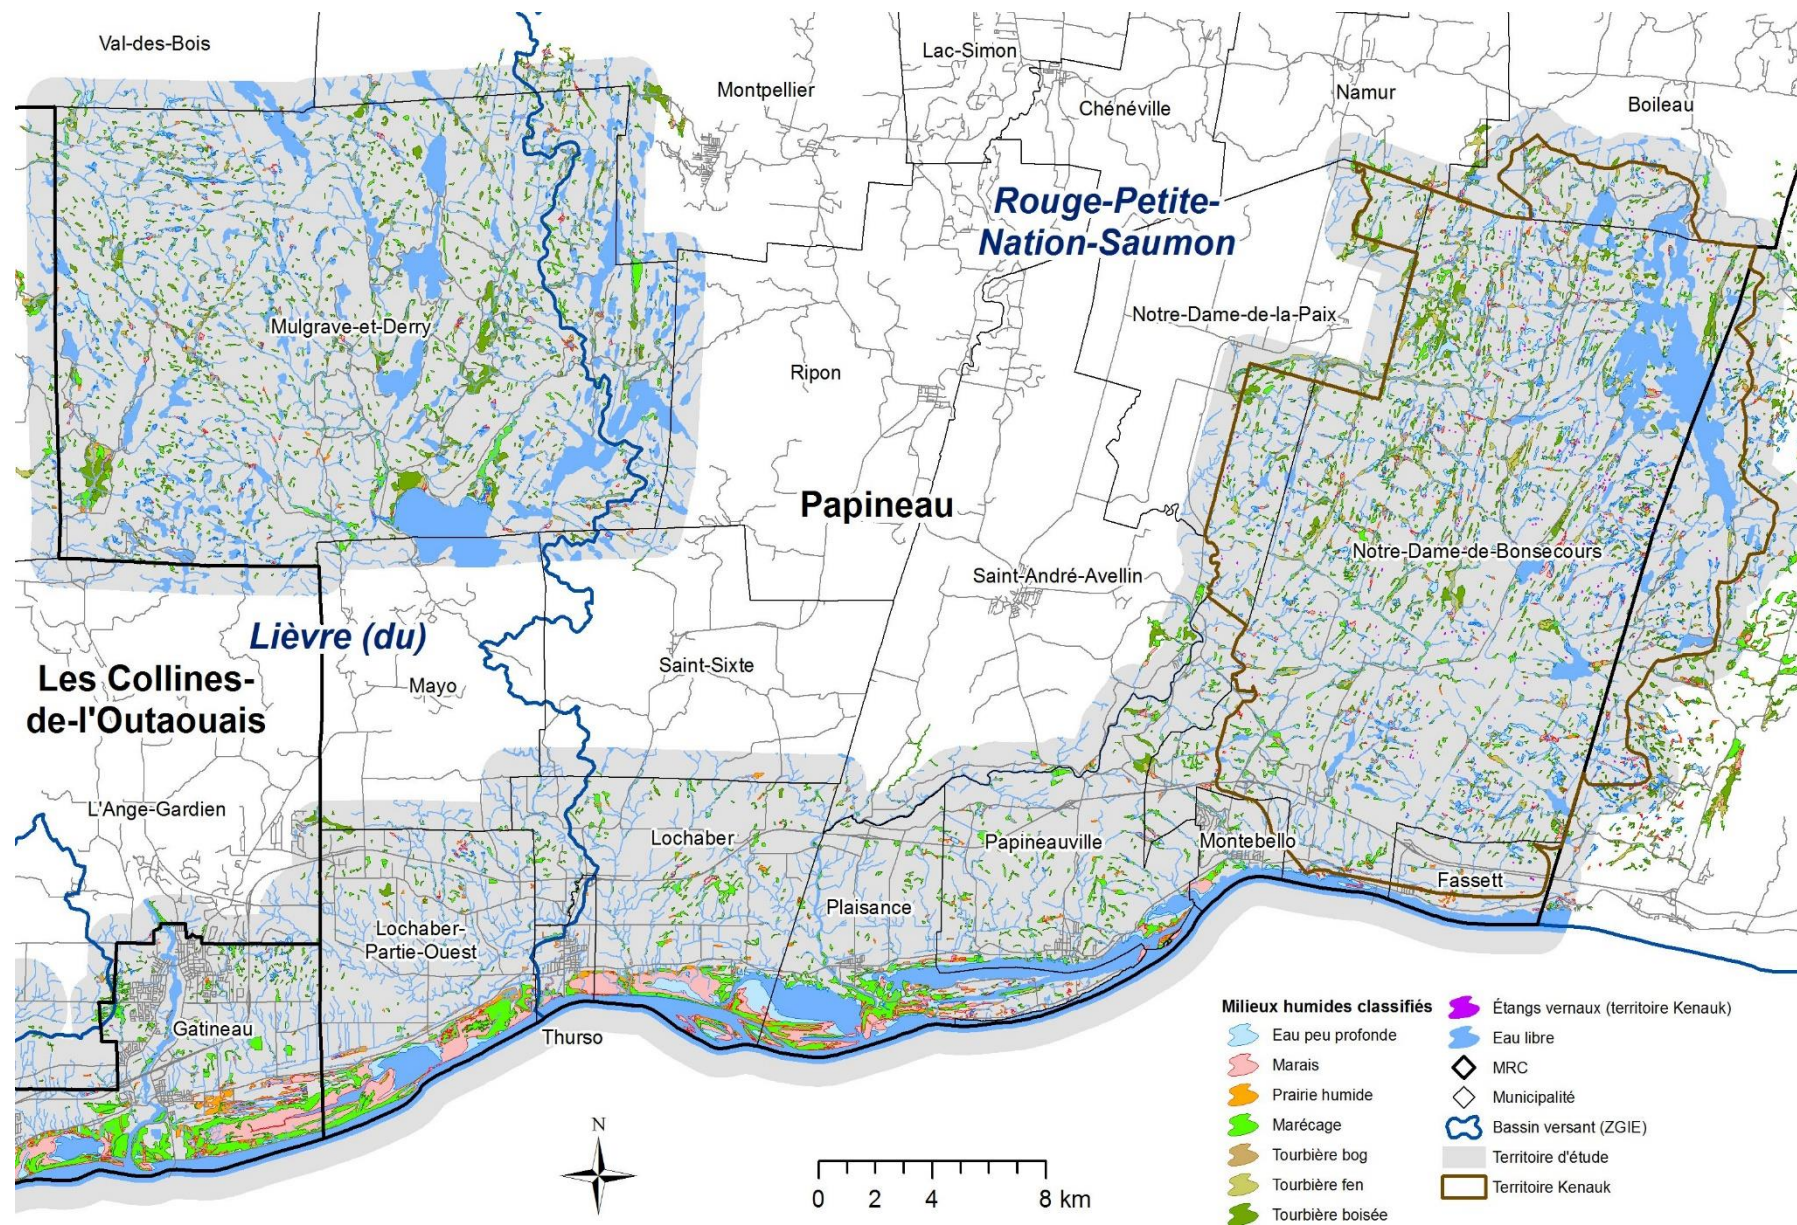 Val-des-Bois
Lac-Simon
Montpellier
Chénéville
Namur
Boileau
Rouge-Petite-
Nation-Saumon
Mulgrave-et-Derry
Notre-Dame-de-la-Paix
Ripon
Papineau
Notre-Dame-de-Bonsecours
Saint-André-Avellin
Lièvre (du)
Les Collines-
de-l'Outaouais
Mayo
Saint-Sixte
L'Ange-Gardien
Lochaber
Papineauville
Montebello
Fassett
Plaisance
Lochaber-
Partie-Ouest
Gatineau
Thurso
N
0 2 4 8 km
Milieux humides classifiés
Eau peu profonde
Marais
Prairie humide
Marécage
Tourbière bog
Tourbière fen
Tourbière boisée
Étangs vernaux (territoire Kenauk)
Eau libre
MRC
Municipalité
Bassin versant (ZGIE)
Territoire d'étude
Territoire Kenauk